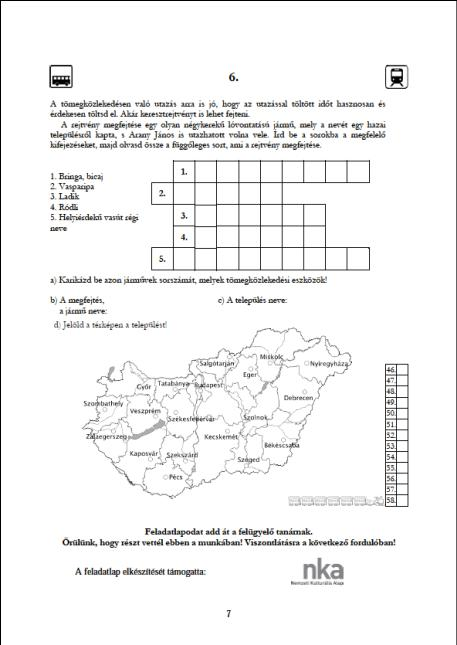 6.
A tömegközlekedésen való utazás arra is jó, hogy az utazással töltött időt hasznosan és
érdekesen töltsd el. Akár keresztrejtvényt is lehet fejteni.
A rejtvény megfejtése egy olyan négykerekű lóvontatású jármű, mely a nevét egy hazai
településről kapta, s Arany János is utazhatott volna vele. Írd be a sorokba a megfelelő
kifejezéseket, majd olvasd össze a függőleges sort, ami a rejtvény megfejtése.
1. Bringa, bicaj
2. Vasparipa
3. Ladik
4. Ródli
5. Helyiérdekű vasút régi
neve
1.
2.
3.
4.
5.
a) Karikázd be azon járművek sorszámát, melyek tömegközlekedési eszközök!
b) A megfejtés,
a jármű neve:
c) A település neve:
d) Jelöld a térképen a települést!
Miskolc
Salgótarján
Nyíregyháza
Eger
Győr
Tatabánya
Budapest
Debrecen
Szombathely
Veszprém
Székesfehérvár
Szolnok
Zalaegerszeg
Kecskemét
Békéscsaba
Kaposvár
Szekszárd
Szeged
Pécs
46.
47.
48.
49.
50.
51.
52.
53.
54.
55.
56.
57.
58.
Feladatlapodat add át a felügyelő tanárnak.
Örülünk, hogy részt vettél ebben a munkában! Viszontlátásra a következő fordulóban!
A feladatlap elkészítését támogatta:
nka
Nemzeti Kulturális Alap
7